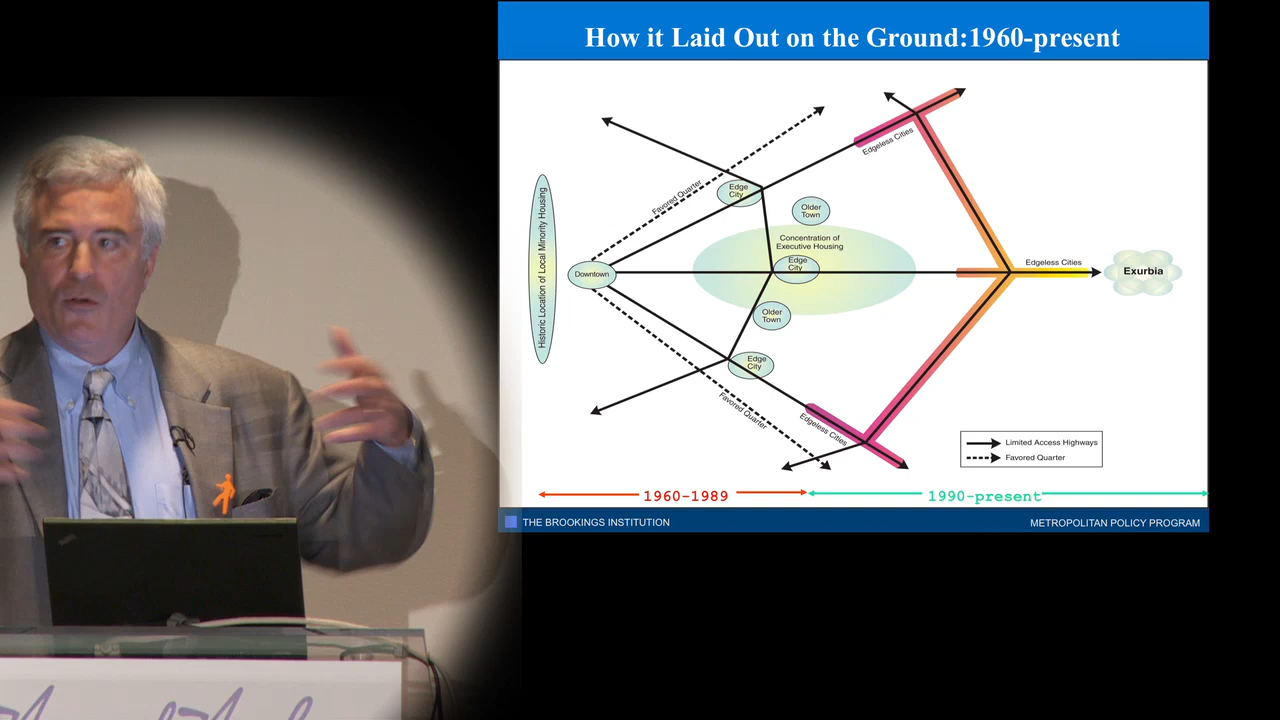 How it Laid Out on the Ground:1960-present
Historic Location of Local Minority Housing
Downtown
Favored Quarter
Edge
City
Older
Town
Concentration of
Executive Housing
Edge
City
Older
Town
Edge
City
Favored Quarter
Edgeless Cities
Edgeless Cities
Edgeless Cities
Exurbia
Limited Access Highways
Favored Quarter
1960-1989
1990-present
THE BROOKINGS INSTITUTION
METROPOLITAN POLICY PROGRAM